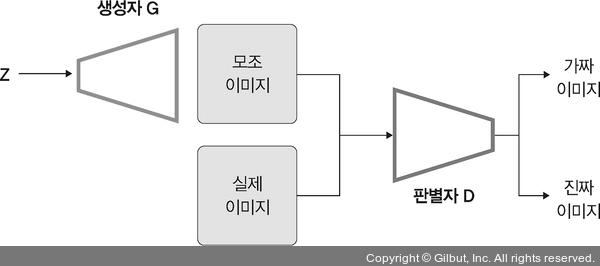 생성자 G
Z
모조
이미지
실제
이미지
판별자 D
가짜
이미지
진짜
이미지
Copyright © Gilbut, Inc. All rights reserved.